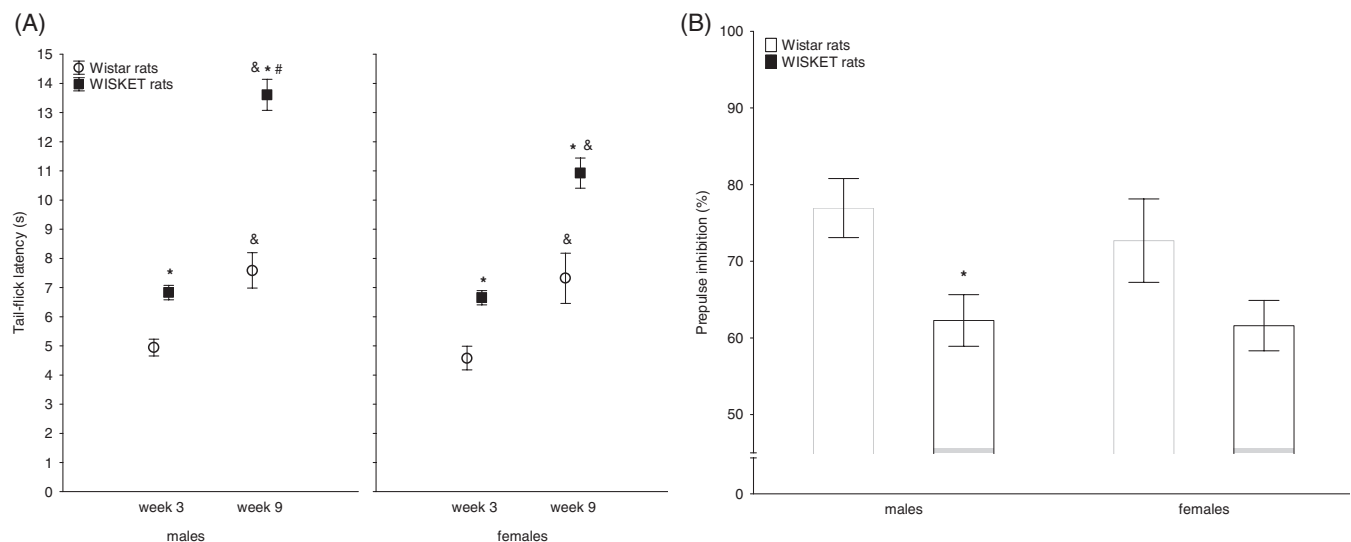 (A)
Tail-flick latency (s)
15
14
13
12
11
10
9
8
7
6
5
4
3
2
1
0
Wistar rats
WISKET rats
& * #
&
*
* &
&
*
week 3 week 9
males
week 3 week 9
females
(B)
Prepulse inhibition (%)
100
90
80
70
60
50
0
Wistar rats
WISKET rats
*
males females